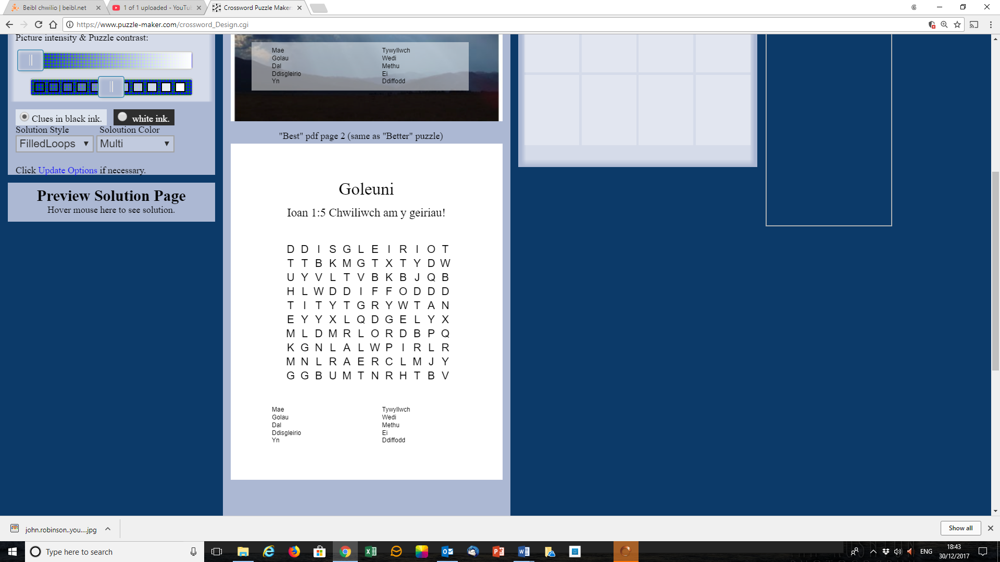 Beibl chwilio | beibl.net
1 of 1 uploaded - YouTu
Crossword Puzzle Maker:
https://www.puzzle-maker.com/crossword_Design.cgi
Picture intensity & Puzzle contrast:
Clues in black ink.
white ink.
Solution Style
Soloution Color
FilledLoops
Multi
Click Update Options if necessary.
Preview Solution Page
Hover mouse here to see solution.
Mae
Golau
Dal
Ddisgleirio
Yn
Tywyllwch
Wedi
Methu
Ei
Ddiffodd
"Best" pdf page 2 (same as "Better" puzzle)
Goleuni
Ioan 1:5 Chwiliwch am y geiriau!
D D I S G L E I R I O T
T T B K M G T X T Y D W
U Y V L T V B K B J Q B
H L W D D I F F O D D D
T I T Y T G R Y W T A N
E Y Y X L Q D G E L Y X
M L D M R L O R D B P Q
K G N L A L W P I R L R
M N L R A E R C L M J Y
G G B U M T N R H T B V
Mae
Golau
Dal
Ddisgleirio
Yn
Tywyllwch
Wedi
Methu
Ei
Ddiffodd
john.robinson..you....jpg
Show all
Type here to search
ENG
18:43
30/12/2017